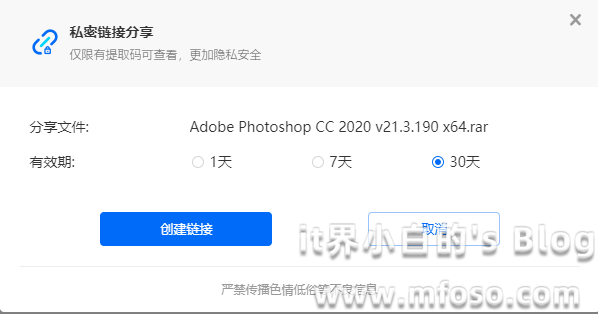 私密链接分享
仅限有提取码可查看，更加隐私安全
分享文件: Adobe Photoshop CC 2020 v21.3.190 x64.rar
有效期: 1天 7天 30天
创建链接 取消
it界小白的's Blog
严禁传播色情低俗等不良信息
www.mfoso.com